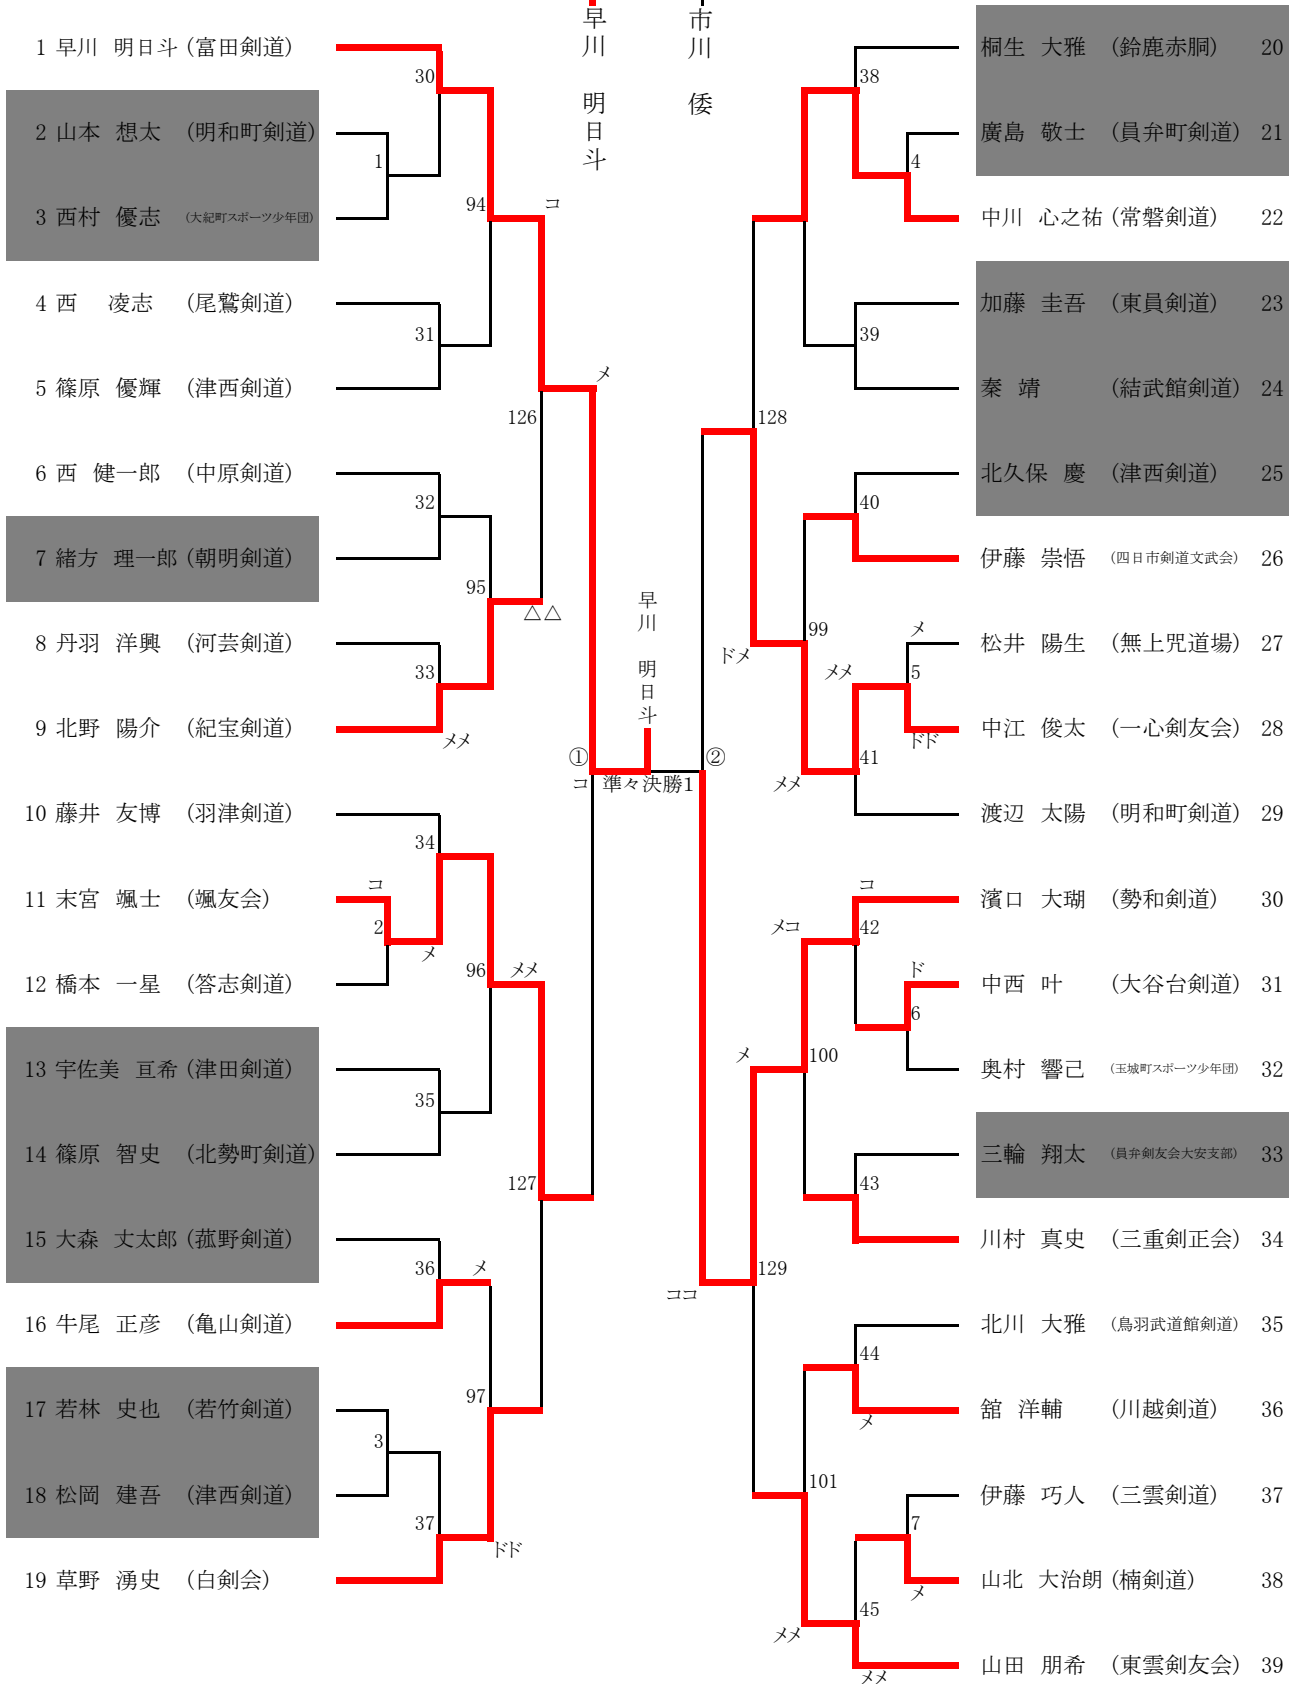 早川 明日斗
市川 倭
1 早川 明日斗 (富田剣道)
2 山本 想太 (明和町剣道)
3 西村 優志 (大紀町スポーツ少年団)
4 西 凌志 (尾鷲剣道)
5 篠原 優輝 (津西剣道)
6 西 健一郎 (中原剣道)
7 緒方 理一郎 (朝明剣道)
8 丹羽 洋興 (河芸剣道)
9 北野 陽介 (紀宝剣道)
10 藤井 友博 (羽津剣道)
11 末宮 颯士 (颯友会)
12 橋本 一星 (答志剣道)
13 宇佐美 亘希 (津田剣道)
14 篠原 智史 (北勢町剣道)
15 大森 丈太郎 (菰野剣道)
16 牛尾 正彦 (亀山剣道)
17 若林 史也 (若竹剣道)
18 松岡 建吾 (津西剣道)
19 草野 湧史 (白剣会)
30
1
94
コ
31
メ
126
32
95
△△
33
メメ
①
コ
34
コ
2
メ
96
メメ
35
127
36
メ
97
3
37
ドド
早川 明日斗
準々決勝1
②
38
4
39
128
40
99
ドメ
メ
5
メメ
ドド
41
メメ
コ
42
メコ
ド
6
メ
100
43
129
ココ
44
メ
101
7
メ
45
メメ
メメ
桐生 大雅 (鈴鹿赤胴) 20
廣島 敬士 (員弁町剣道) 21
中川 心之祐 (常磐剣道) 22
加藤 圭吾 (東員剣道) 23
秦 靖 (結武館剣道) 24
北久保 慶 (津西剣道) 25
伊藤 崇悟 (四日市剣道文武会) 26
松井 陽生 (無上咒道場) 27
中江 俊太 (一心剣友会) 28
渡辺 太陽 (明和町剣道) 29
濱口 大瑚 (勢和剣道) 30
中西 叶 (大谷台剣道) 31
奥村 響己 (玉城町スポーツ少年団) 32
三輪 翔太 (員弁剣友会大安支部) 33
川村 真史 (三重剣正会) 34
北川 大雅 (鳥羽武道館剣道) 35
舘 洋輔 (川越剣道) 36
伊藤 巧人 (三雲剣道) 37
山北 大治朗 (楠剣道) 38
山田 朋希 (東雲剣友会) 39